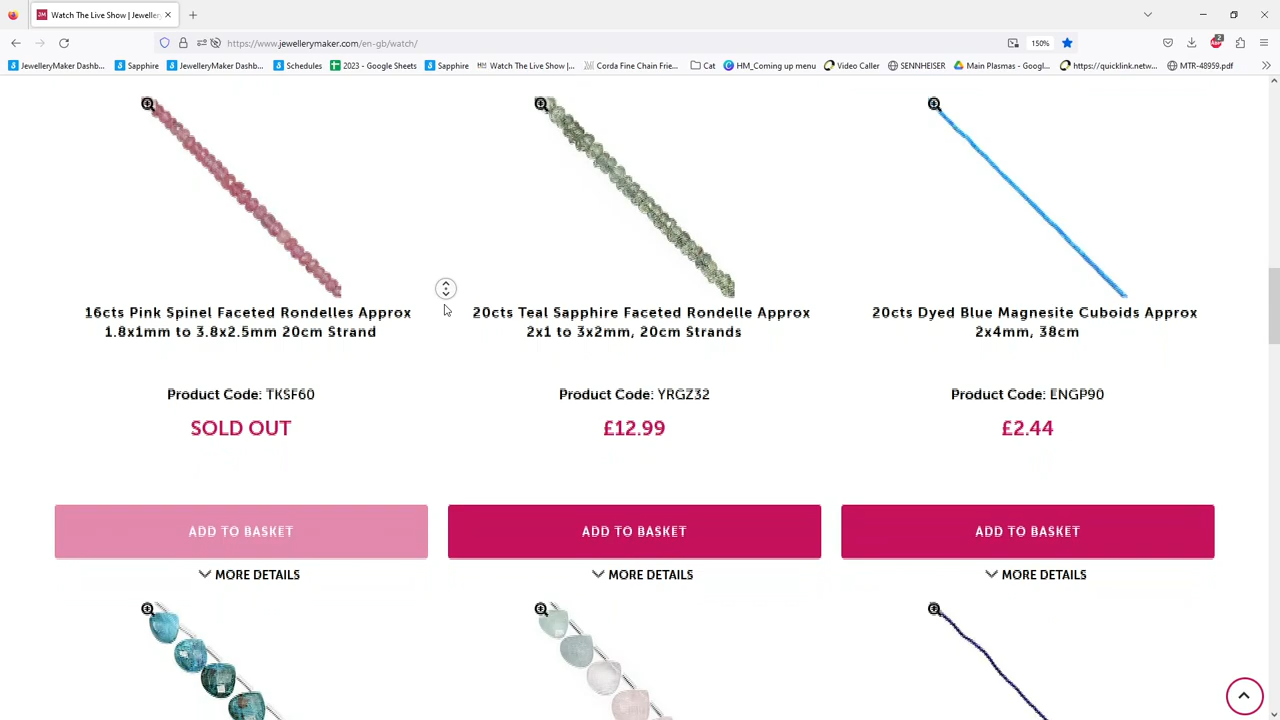 Watch The Live Show | Jeweller
https://www.jewellerymaker.com/en.gb/watch/
150%
2
JewelleryMaker Dashb...
Sapphire
JewelleryMaker Dashb...
Schedules
2023 - Google Sheets
Sapphire
Watch The Live Show |...
Corda Fine Chain Frie...
Cat
HM_Coming up menu
Video Caller
SENNHEISER
Main Plasmas - Googl...
https://quicklink.netw...
MTR-48959.pdf
16cts Pink Spinel Faceted Rondelles Approx
1.8x1mm to 3.8x2.5mm 20cm Strand
Product Code: TKSF60
SOLD OUT
ADD TO BASKET
MORE DETAILS
20cts Teal Sapphire Faceted Rondelle Approx
2x1 to 3x2mm, 20cm Strands
Product Code: YRGZ32
£12.99
ADD TO BASKET
MORE DETAILS
20cts Dyed Blue Magnesite Cuboids Approx
2x4mm, 38cm
Product Code: ENGP90
£2.44
ADD TO BASKET
MORE DETAILS